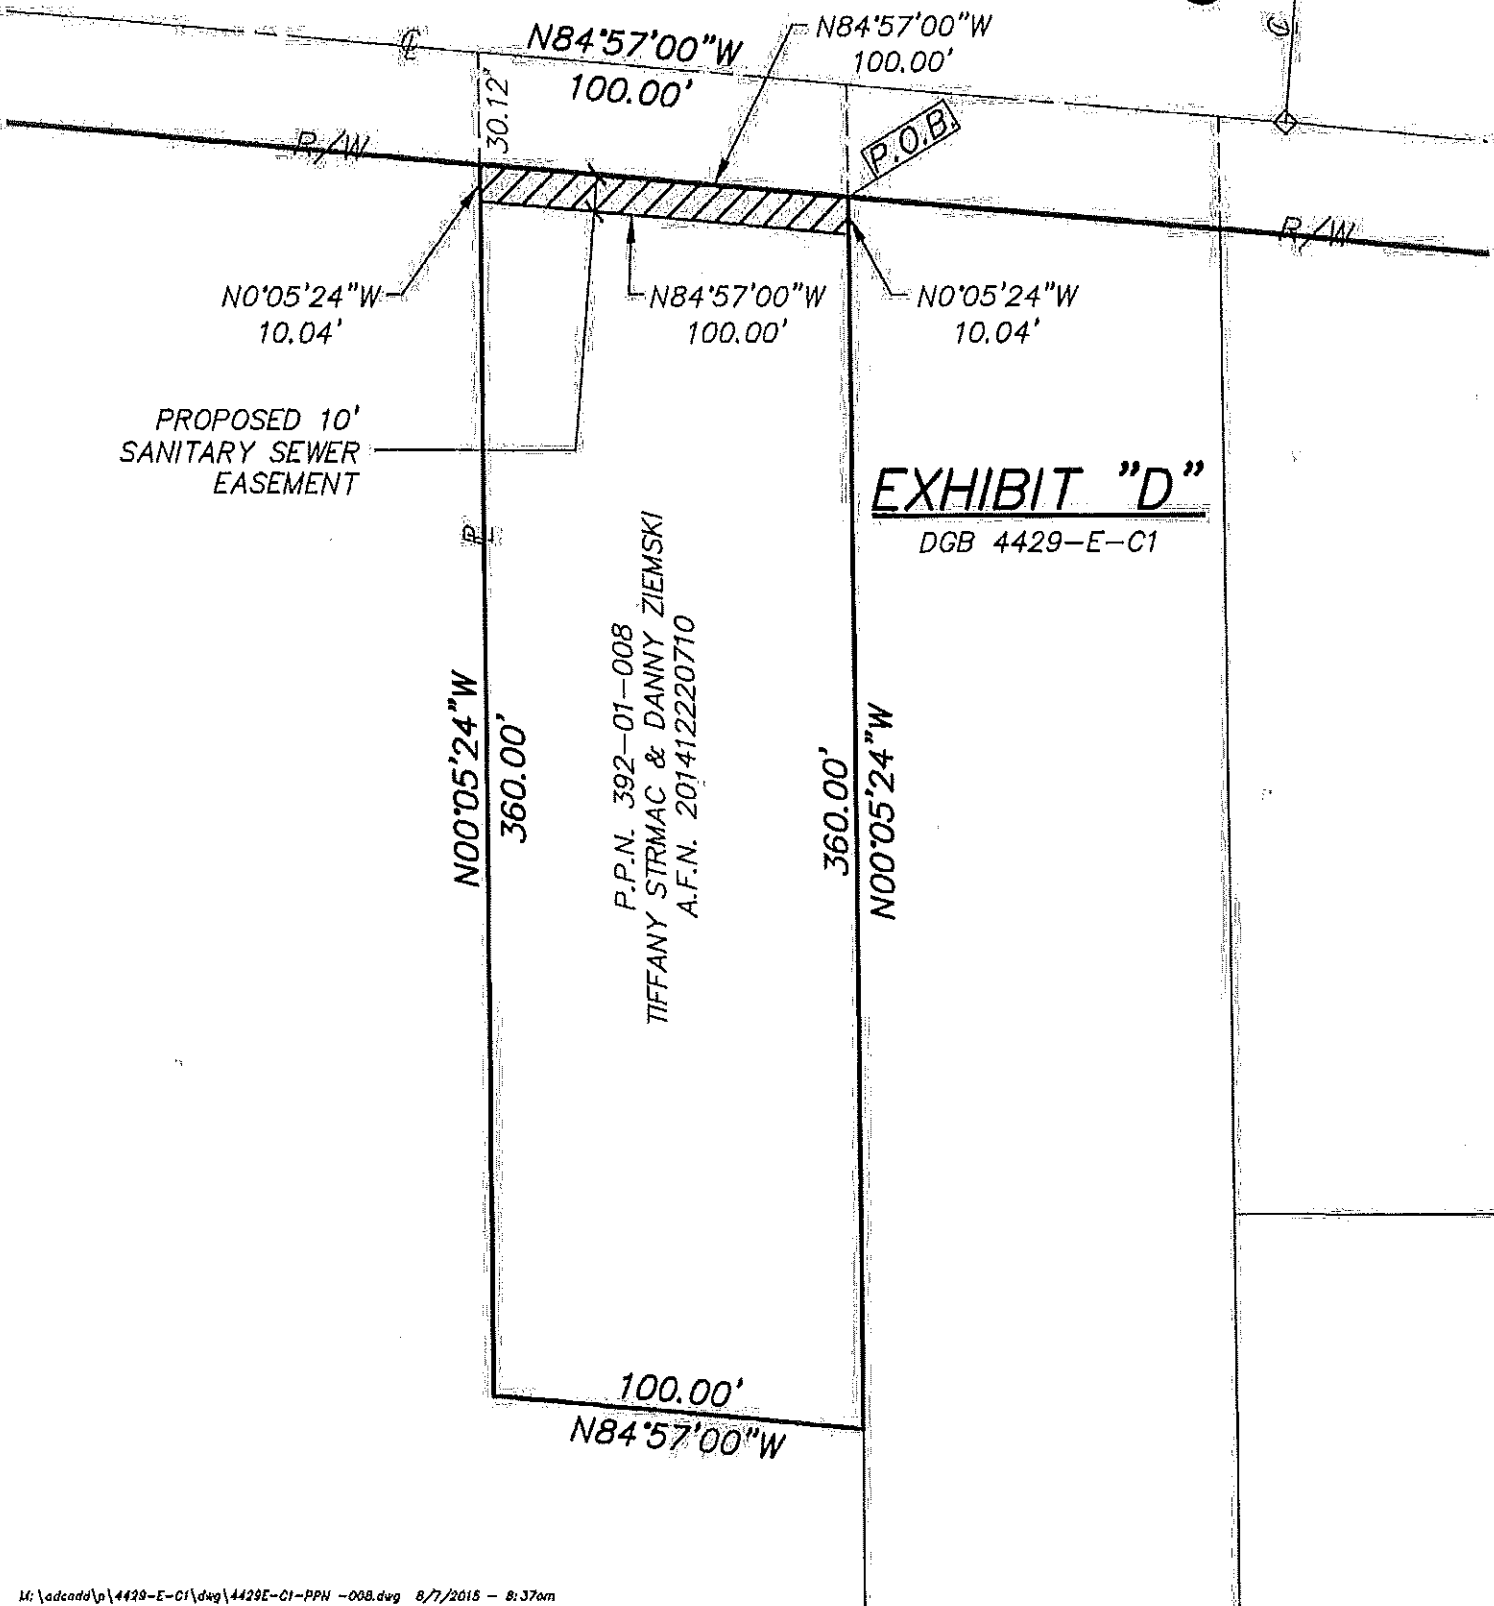 ℄
N84°57'00"W
100.00'
N84°57'00"W
100.00'
℄
30.12'
R/W
P.O.B.
R/W
N0°05'24"W
10.04'
N84°57'00"W
100.00'
N0°05'24"W
10.04'
PROPOSED 10'
SANITARY SEWER
EASEMENT
EXHIBIT "D"
DGB 4429-E-C1
PL
N00°05'24"W
360.00'
P.P.N. 392-01-008
TIFFANY STRMAC & DANNY ZIEMSKI
A.F.N. 201412220710
360.00'
N00°05'24"W
100.00'
N84°57'00"W
M:\adcadd\p\4429-E-C1\dwg\4429E-C1-PPN -008.dwg 8/7/2015 - 8:37am